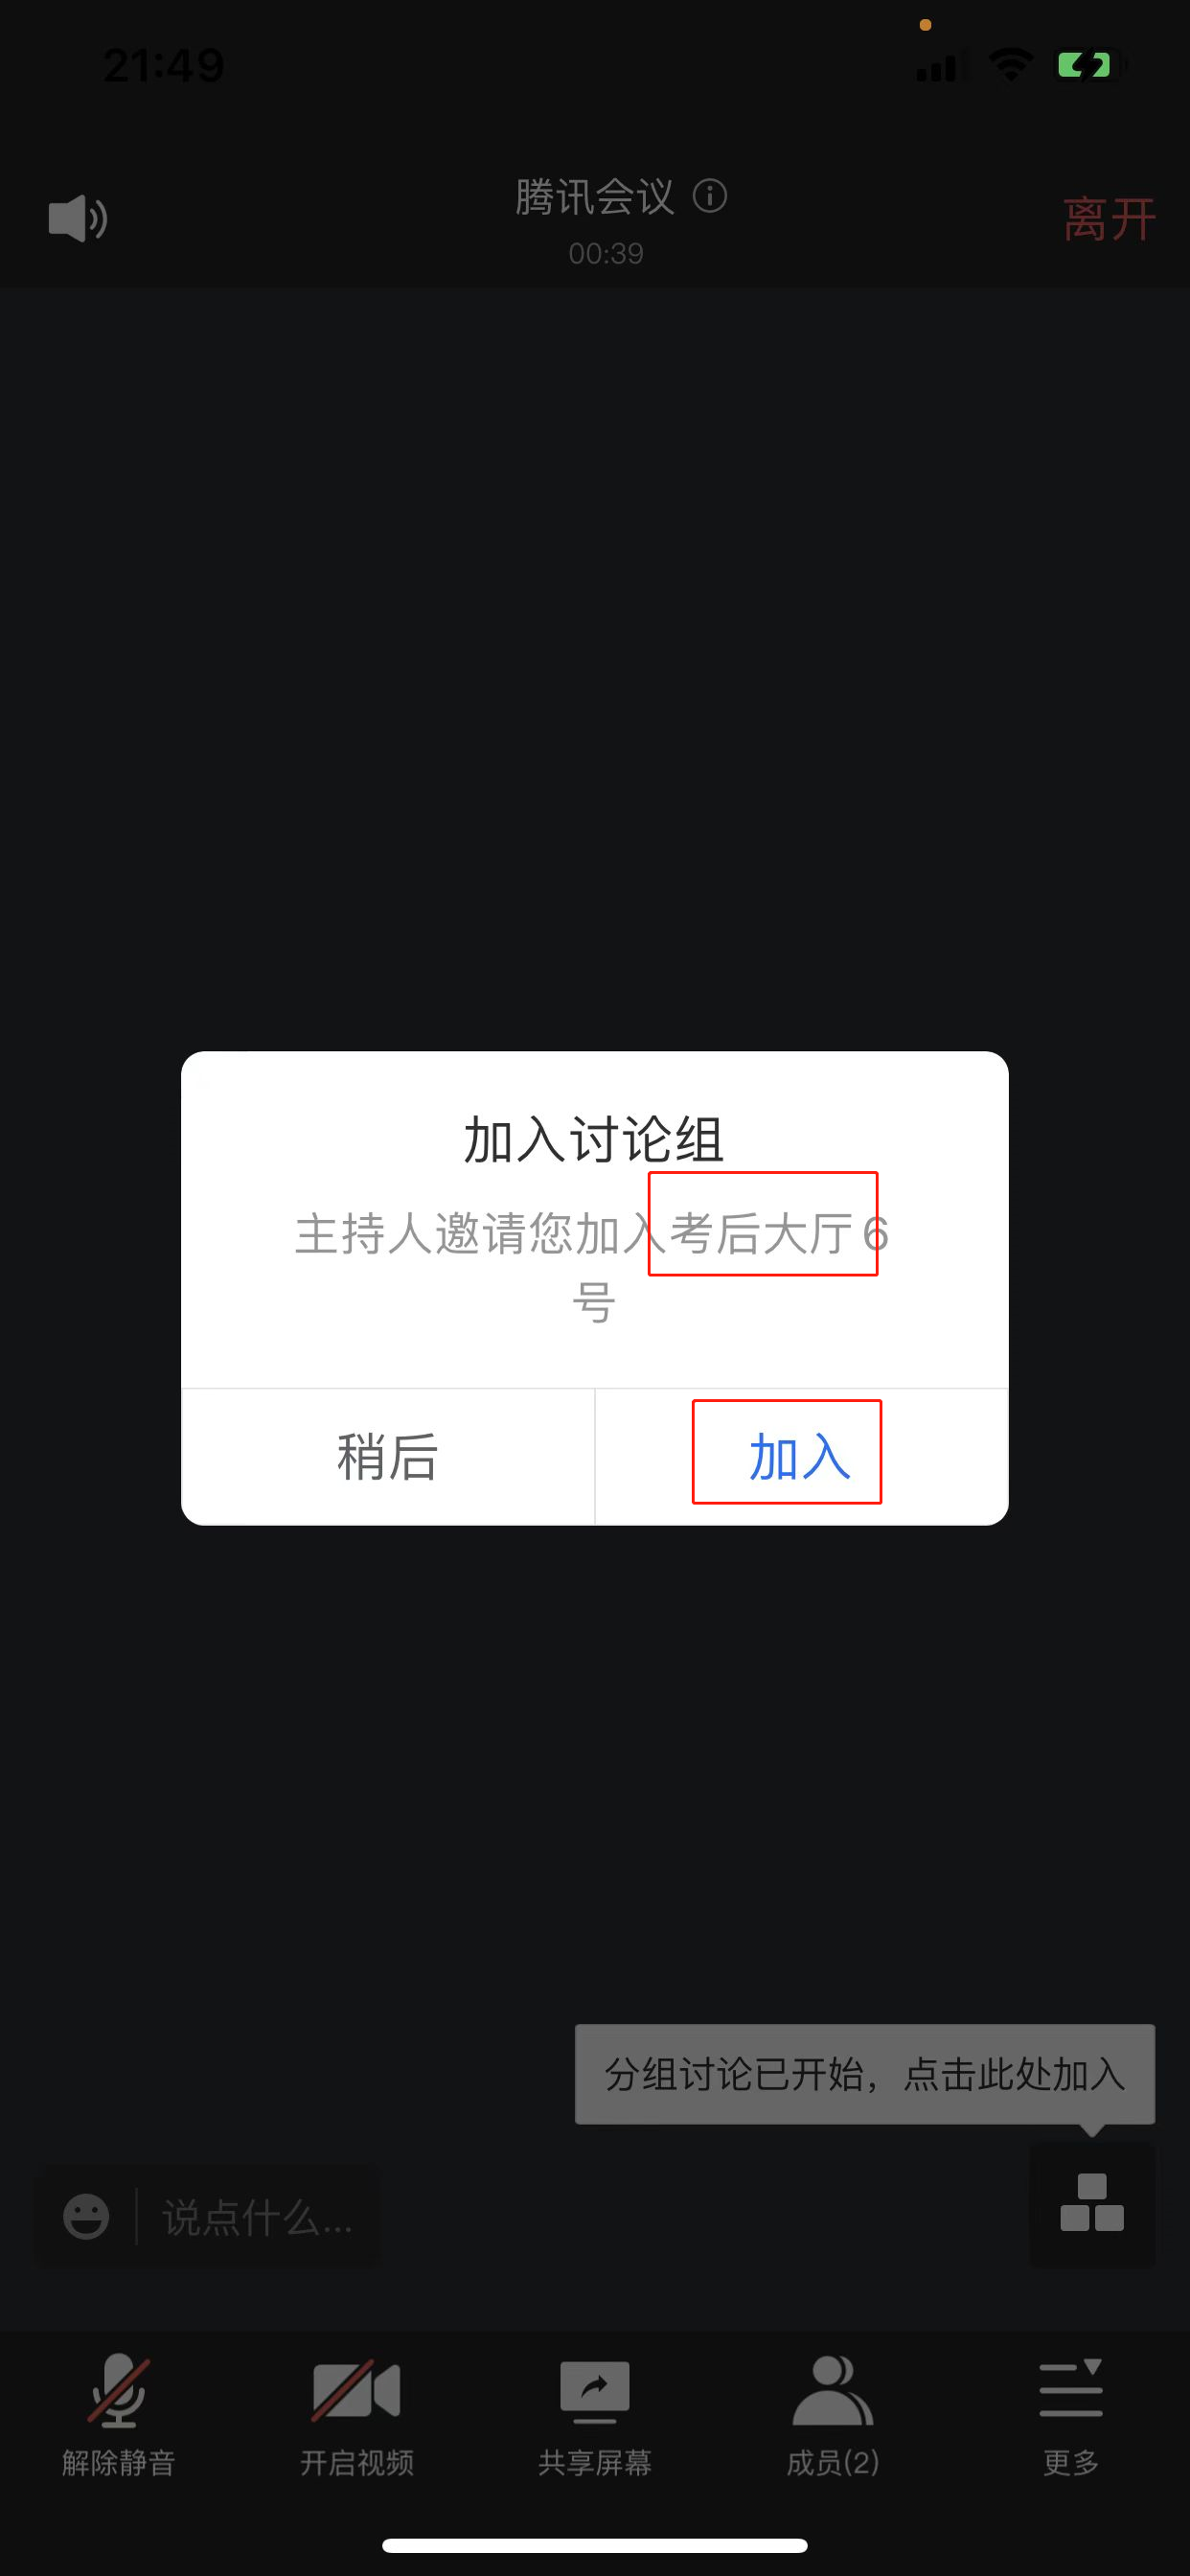 21:49
腾讯会议
00:39
离开
加入讨论组
主持人邀请您加入考后大厅6
号
稍后
加入
分组讨论已开始，点击此处加入
说点什么...
解除静音
开启视频
共享屏幕
成员(2)
更多